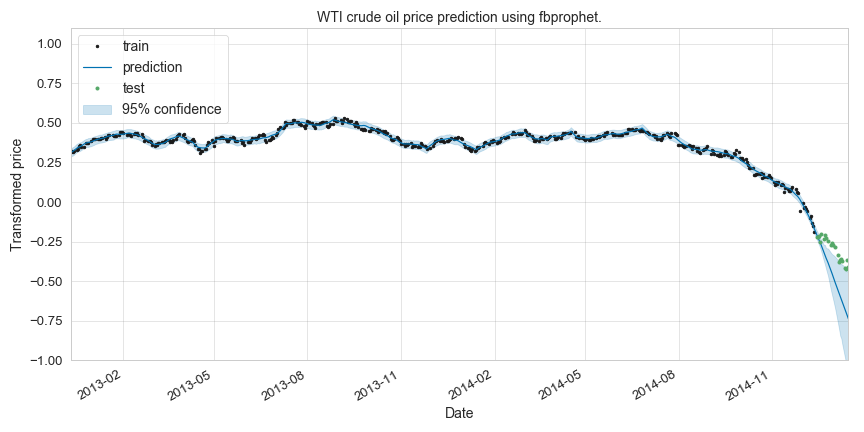 WTI crude oil price prediction using fbprophet.
train
prediction
test
95% confidence
Transformed price
1.00
0.75
0.50
0.25
0.00
−0.25
−0.50
−0.75
−1.00
2013-02
2013-05
2013-08
2013-11
2014-02
2014-05
2014-08
2014-11
Date